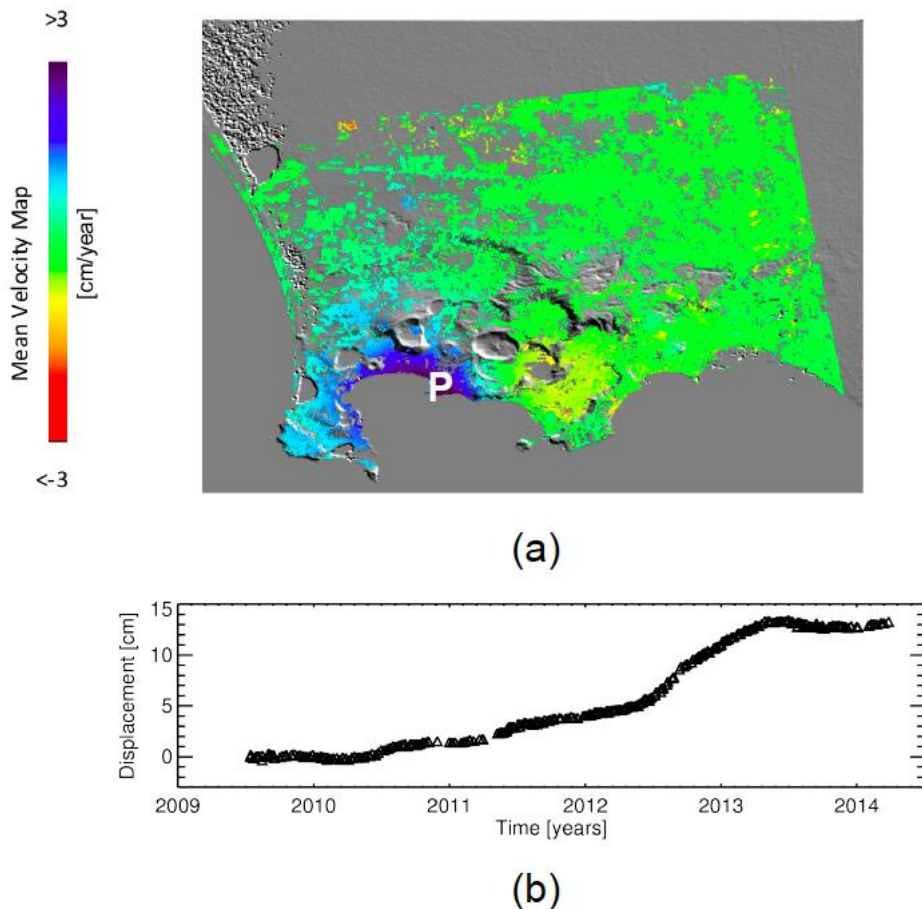 >3
Mean Velocity Map
[cm/year]
<-3
P
(a)
15
10
5
0
Displacement [cm]
2009 2010 2011 2012 2013 2014
Time [years]
(b)